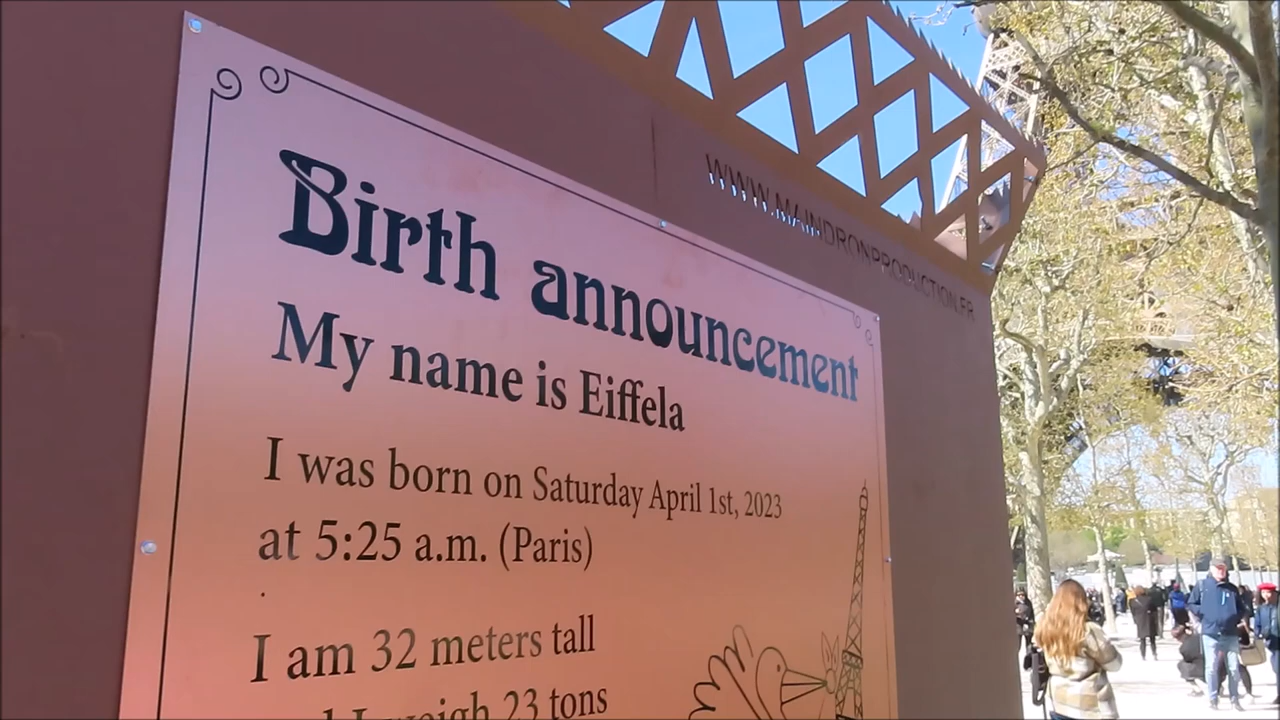 WWW.MAINDRONPRODUCTION.FR
Birth announcement
My name is Eiffela
I was born on Saturday April 1st, 2023
at 5:25 a.m. (Paris)
.
I am 32 meters tall
and I weigh 23 tons